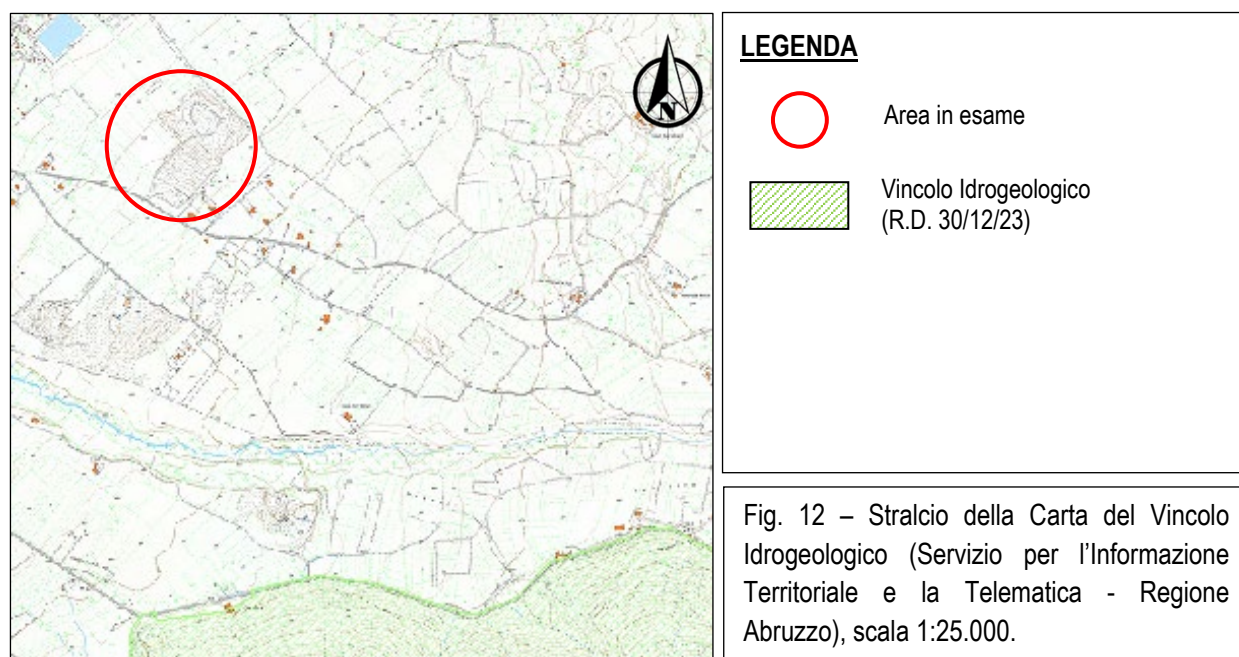 N
LEGENDA
Area in esame
Vincolo Idrogeologico
(R.D. 30/12/23)
Fig. 12 – Stralcio della Carta del Vincolo
Idrogeologico (Servizio per l'Informazione
Territoriale e la Telematica - Regione
Abruzzo), scala 1:25.000.